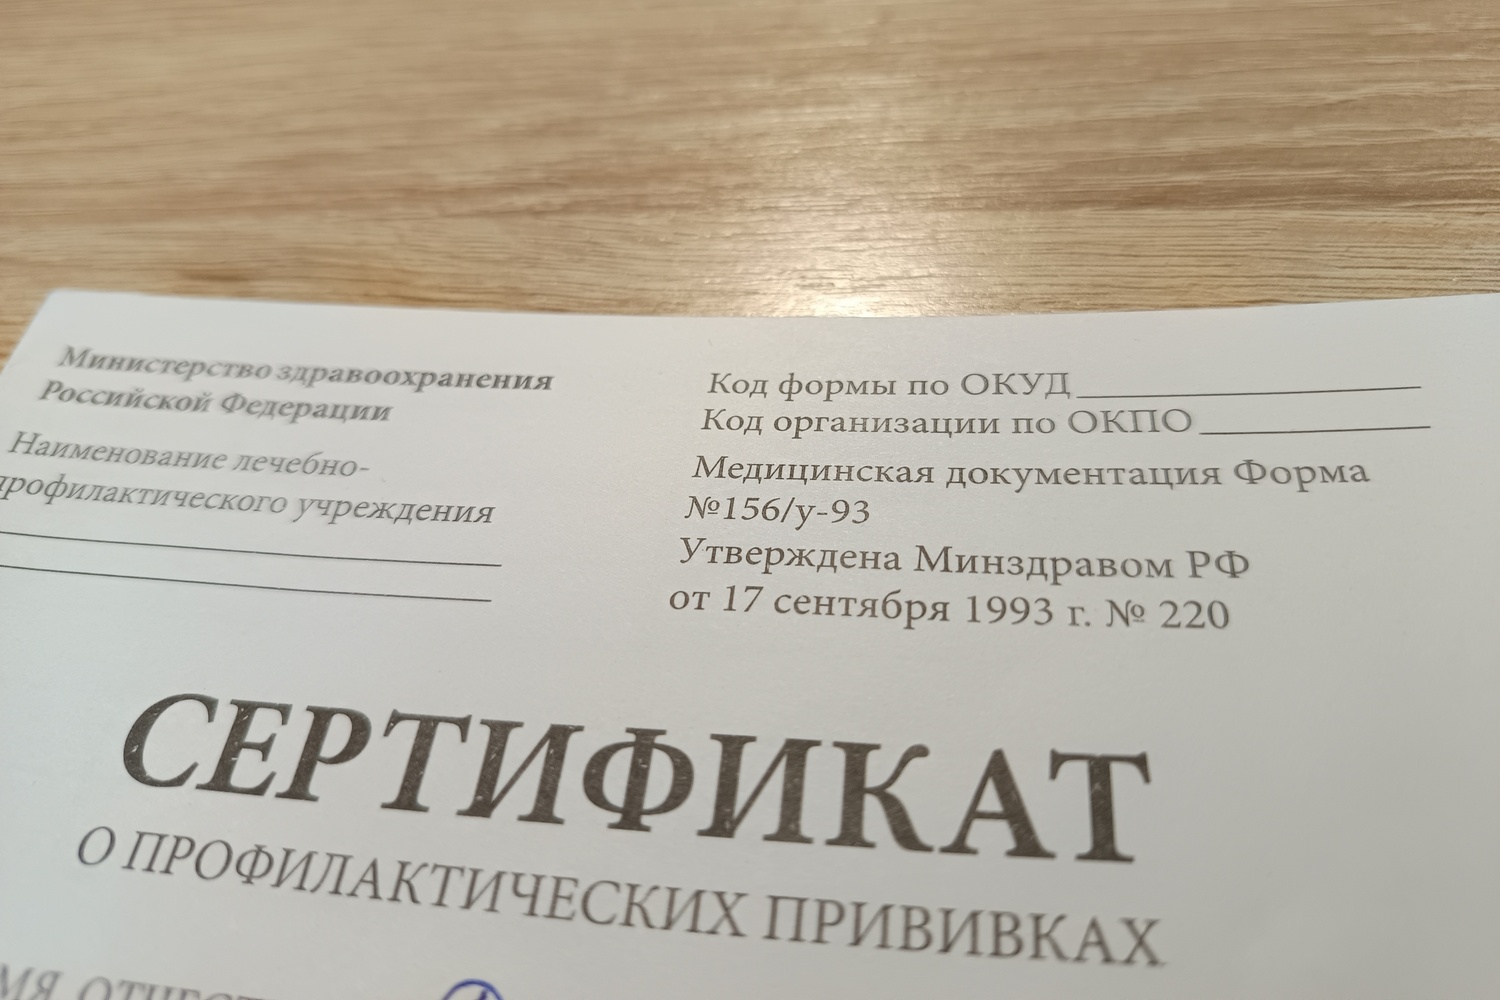 Министерство здравоохранения
Российской Федерации
Наименование лечебно-
профилактического учреждения
Код формы по ОКУД
Код организации по ОКПО
Медицинская документация Форма
№156/у-93
Утверждена Минздравом РФ
от 17 сентября 1993 г. № 220
СЕРТИФИКАТ
О ПРОФИЛАКТИЧЕСКИХ ПРИВИВКАХ